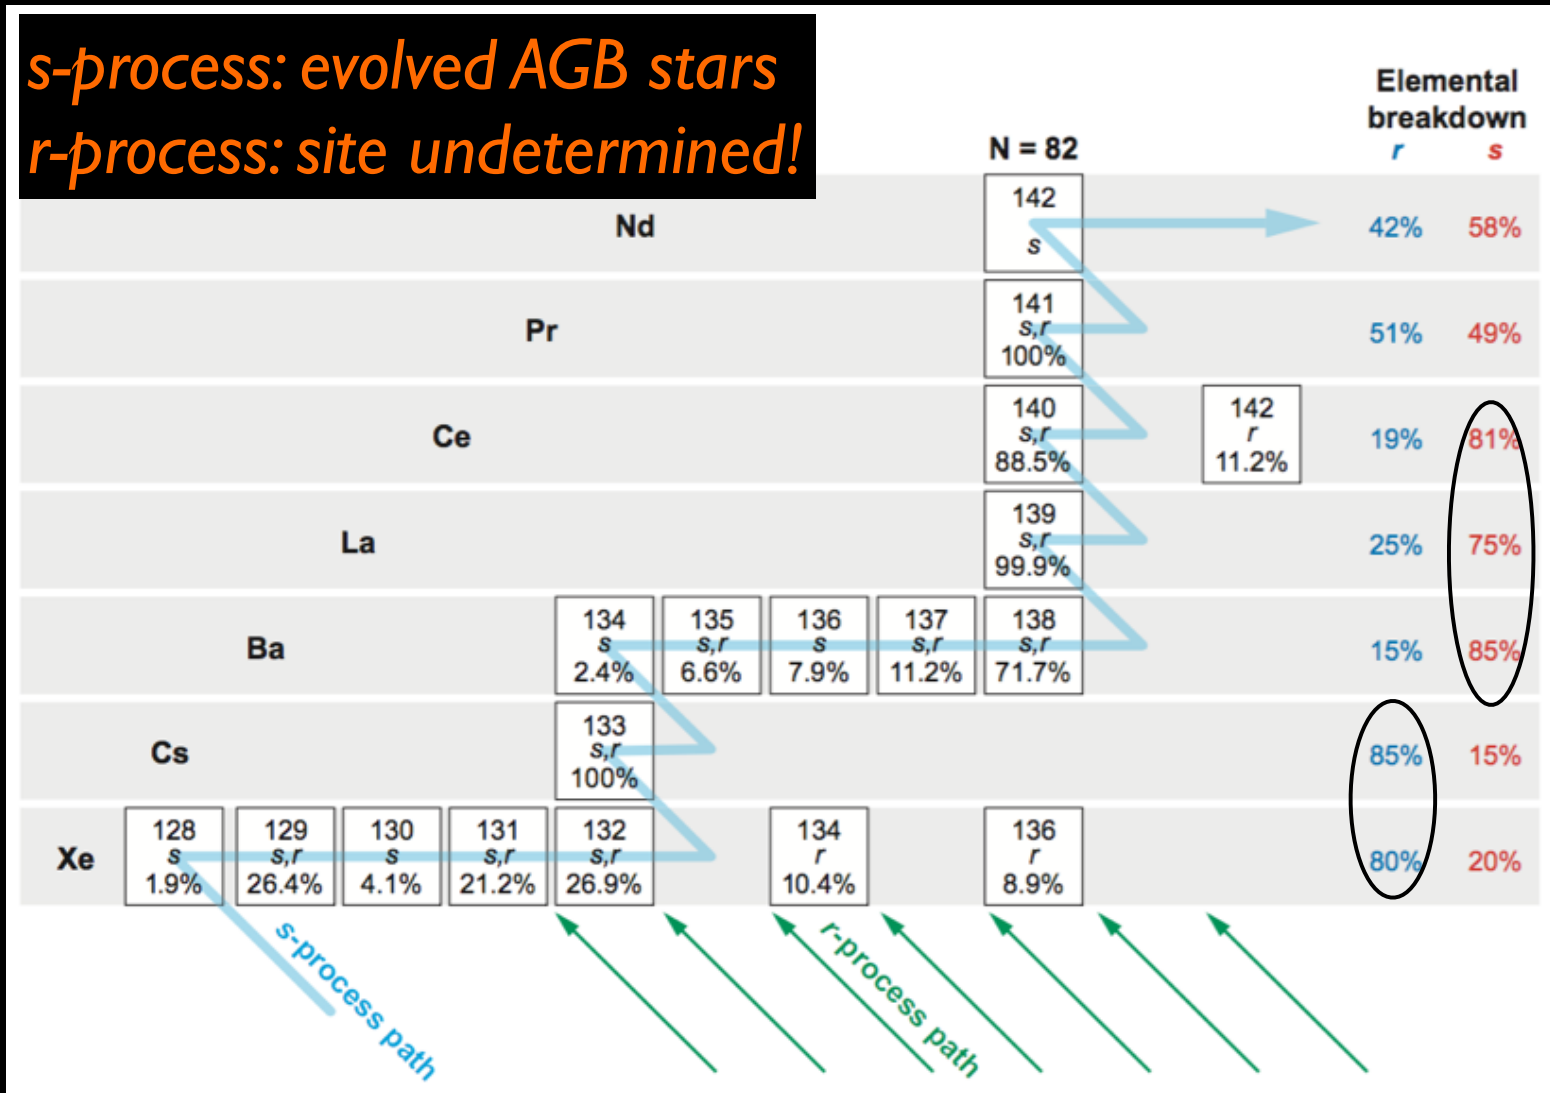 s-process: evolved AGB stars
r-process: site undetermined!
Elemental
breakdown
N = 82
r s
Nd
142
s
42% 58%
Pr
141
s,r
100%
51% 49%
Ce
140
s,r
88.5%
142
r
11.2%
19% 81%
La
139
s,r
99.9%
25% 75%
Ba
134
s
2.4%
135
s,r
6.6%
136
s
7.9%
137
s,r
11.2%
138
s,r
71.7%
15% 85%
Cs
133
s,r
100%
85% 15%
Xe
128
s
1.9%
129
s,r
26.4%
130
s
4.1%
131
s,r
21.2%
132
s,r
26.9%
134
r
10.4%
136
r
8.9%
80% 20%
s-process path
r-process path